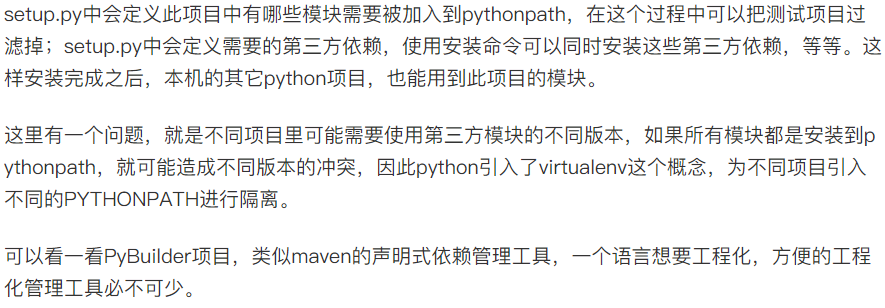 setup.py中会定义此项目中有哪些模块需要被加入到pythonpath，在这个过程中可以把测试项目过
滤掉；setup.py中会定义需要的第三方依赖，使用安装命令可以同时安装这些第三方依赖，等等。这
样安装完成之后，本机的其它python项目，也能用到此项目的模块。
这里有一个问题，就是不同项目里可能需要使用第三方模块的不同版本，如果所有模块都是安装到p
ythonpath，就可能造成不同版本的冲突，因此python引入了virtualenv这个概念，为不同项目引入
不同的PYTHONPATH进行隔离。
可以看一看PyBuilder项目，类似maven的声明式依赖管理工具，一个语言想要工程化，方便的工程
化管理工具必不可少。